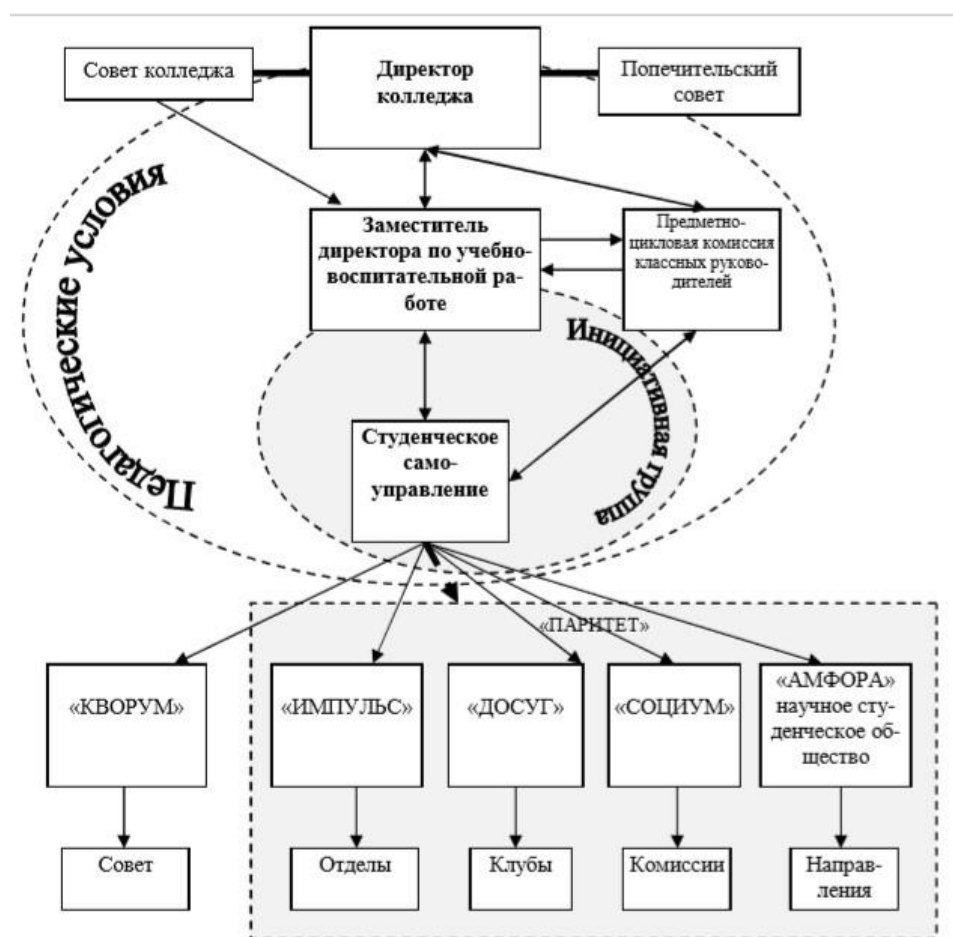 Совет колледжа
Директор
колледжа
Попечительский
совет
Педагогические условия
Заместитель
директора по учебно-
воспитательной ра-
боте
Предметно-
цикловая комиссия
классных руково-
дителей
Инициативная группа
Студенческое
само-
управление
«ПАРИТЕТ»
«КВОРУМ»
«ИМПУЛЬС»
«ДОСУГ»
«СОЦИУМ»
«АМФОРА»
научное сту-
денческое об-
щество
Совет
Отделы
Клубы
Комиссии
Направ-
ления